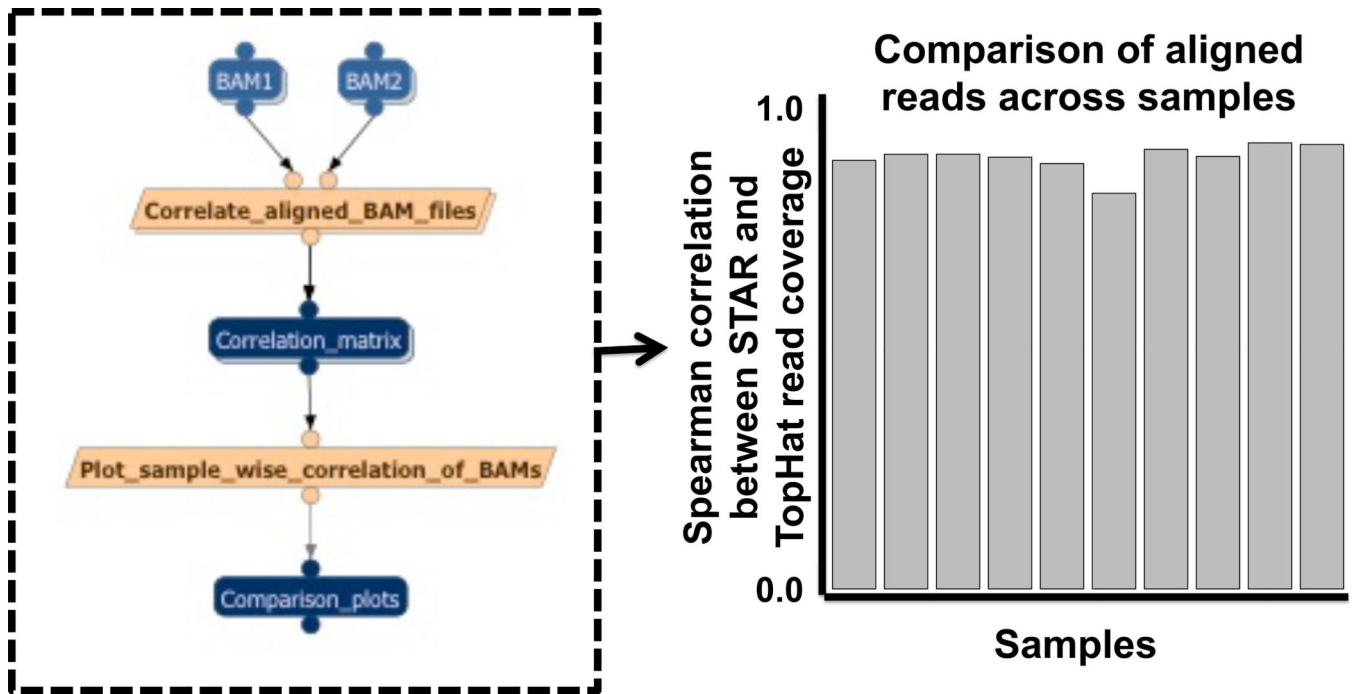 BAM1
BAM2
Correlate_aligned_BAM_files
Correlation_matrix
Plot_sample_wise_correlation_of_BAMs
Comparison_plots
Comparison of aligned
reads across samples
1.0
Spearman correlation
between STAR and
TopHat read coverage
0.0
Samples